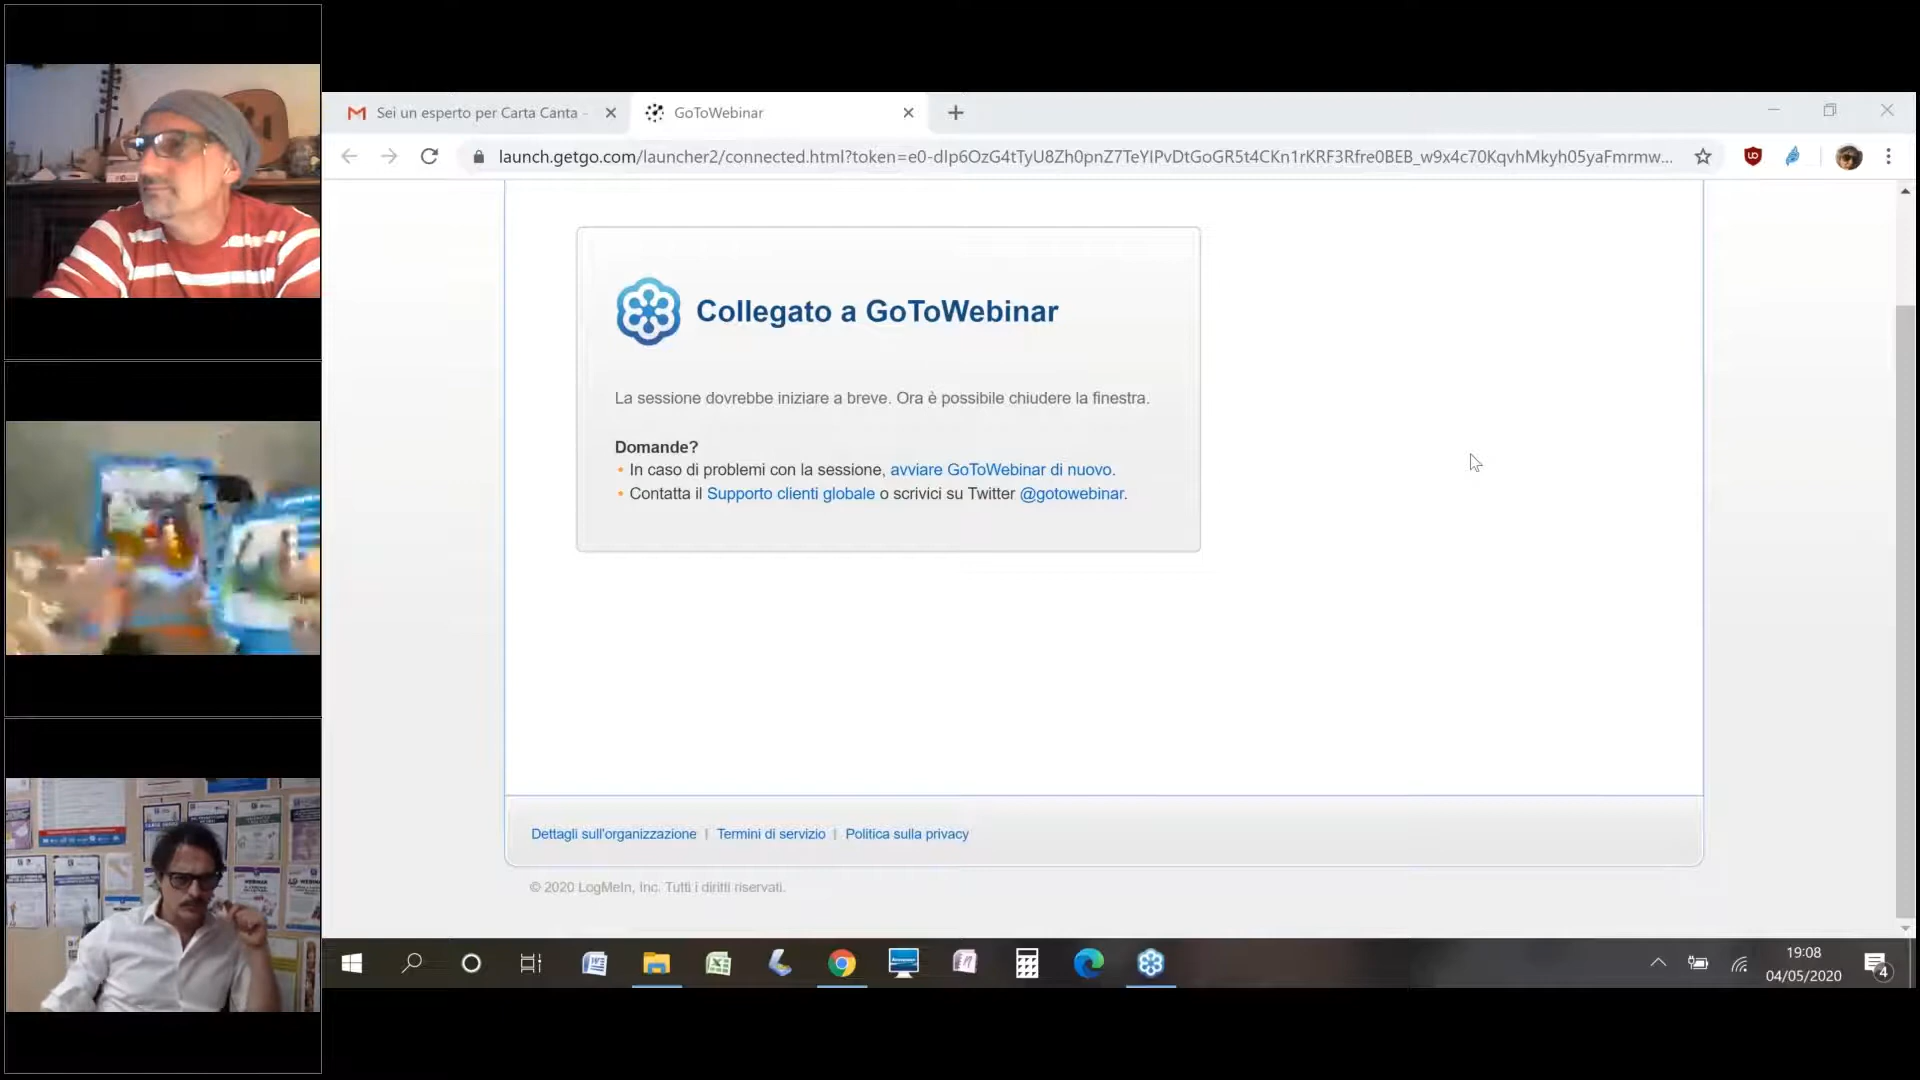 Sei un esperto per Carta Canta -
GoToWebinar
launch.getgo.com/launcher2/connected.html?token=e0-dIp6OzG4tTyU8Zh0pnZ7TeYIPvDtGoGR5t4CKn1rKRF3Rfre0BEB_w9x4c70KqvhMkyh05yaFmrmw...
Collegato a GoToWebinar
La sessione dovrebbe iniziare a breve. Ora è possibile chiudere la finestra.
Domande?
• In caso di problemi con la sessione, avviare GoToWebinar di nuovo.
• Contatta il Supporto clienti globale o scrivici su Twitter @gotowebinar.
Dettagli sull'organizzazione | Termini di servizio | Politica sulla privacy
© 2020 LogMeIn, Inc. Tutti i diritti riservati.
19:08
04/05/2020
4